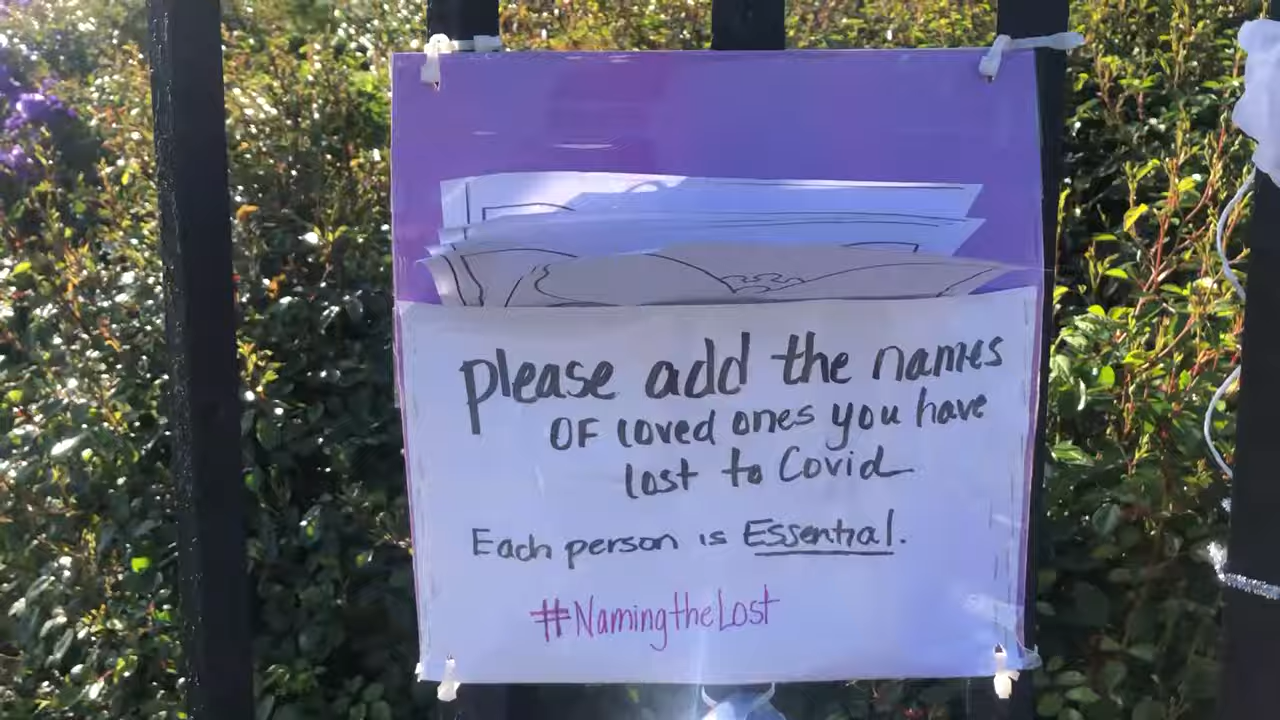 please add the names
OF loved ones you have
lost to Covid
Each person is Essential.
#NamingtheLost